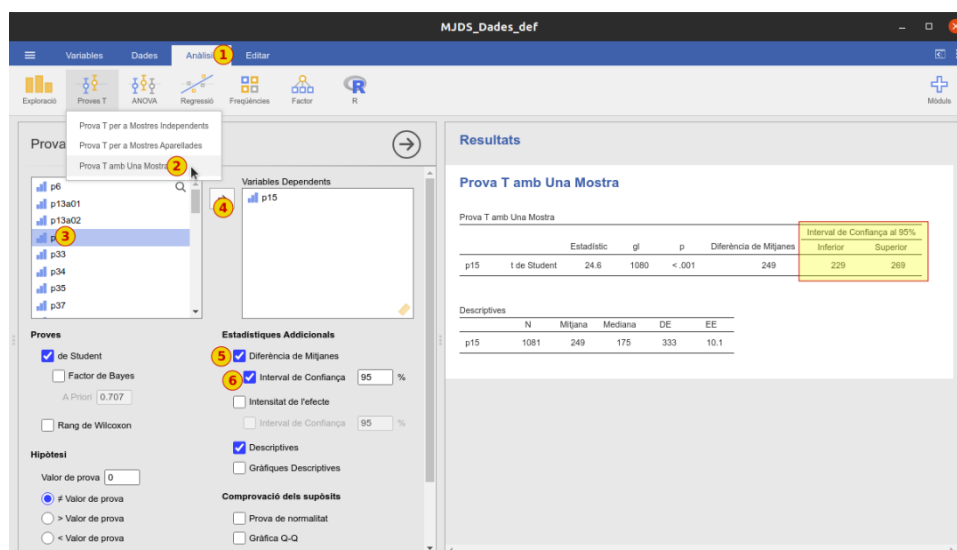 MJDS_Dades_def
Variables Dades Anàlisi 1 Editar
Exploració Proves T ANOVA Regressió Freqüències Factor R Mòduls
Prova T per a Mostres Independents
Prova T per a Mostres Aparellades
Prova T amb Una Mostra 2
Prova
p6
p13a01
p13a02
p 3
p33
p34
p35
p37
4
Variables Dependents
p15
Proves
de Student
Factor de Bayes
A Priori 0.707
Rang de Wilcoxon
Hipòtesi
Valor de prova 0
≠ Valor de prova
> Valor de prova
< Valor de prova
Estadístiques Addicionals
5 Diferència de Mitjanes
6 Interval de Confiança 95 %
Intensitat de l'efecte
Interval de Confiança 95 %
Descriptives
Gràfiques Descriptives
Comprovació dels supòsits
Prova de normalitat
Gràfica Q-Q
Resultats
Prova T amb Una Mostra
Prova T amb Una Mostra
Interval de Confiança al 95%
Estadístic gl p Diferència de Mitjanes Inferior Superior
p15 t de Student 24.6 1080 < .001 249 229 269
Descriptives
N Mitjana Mediana DE EE
p15 1081 249 175 333 10.1